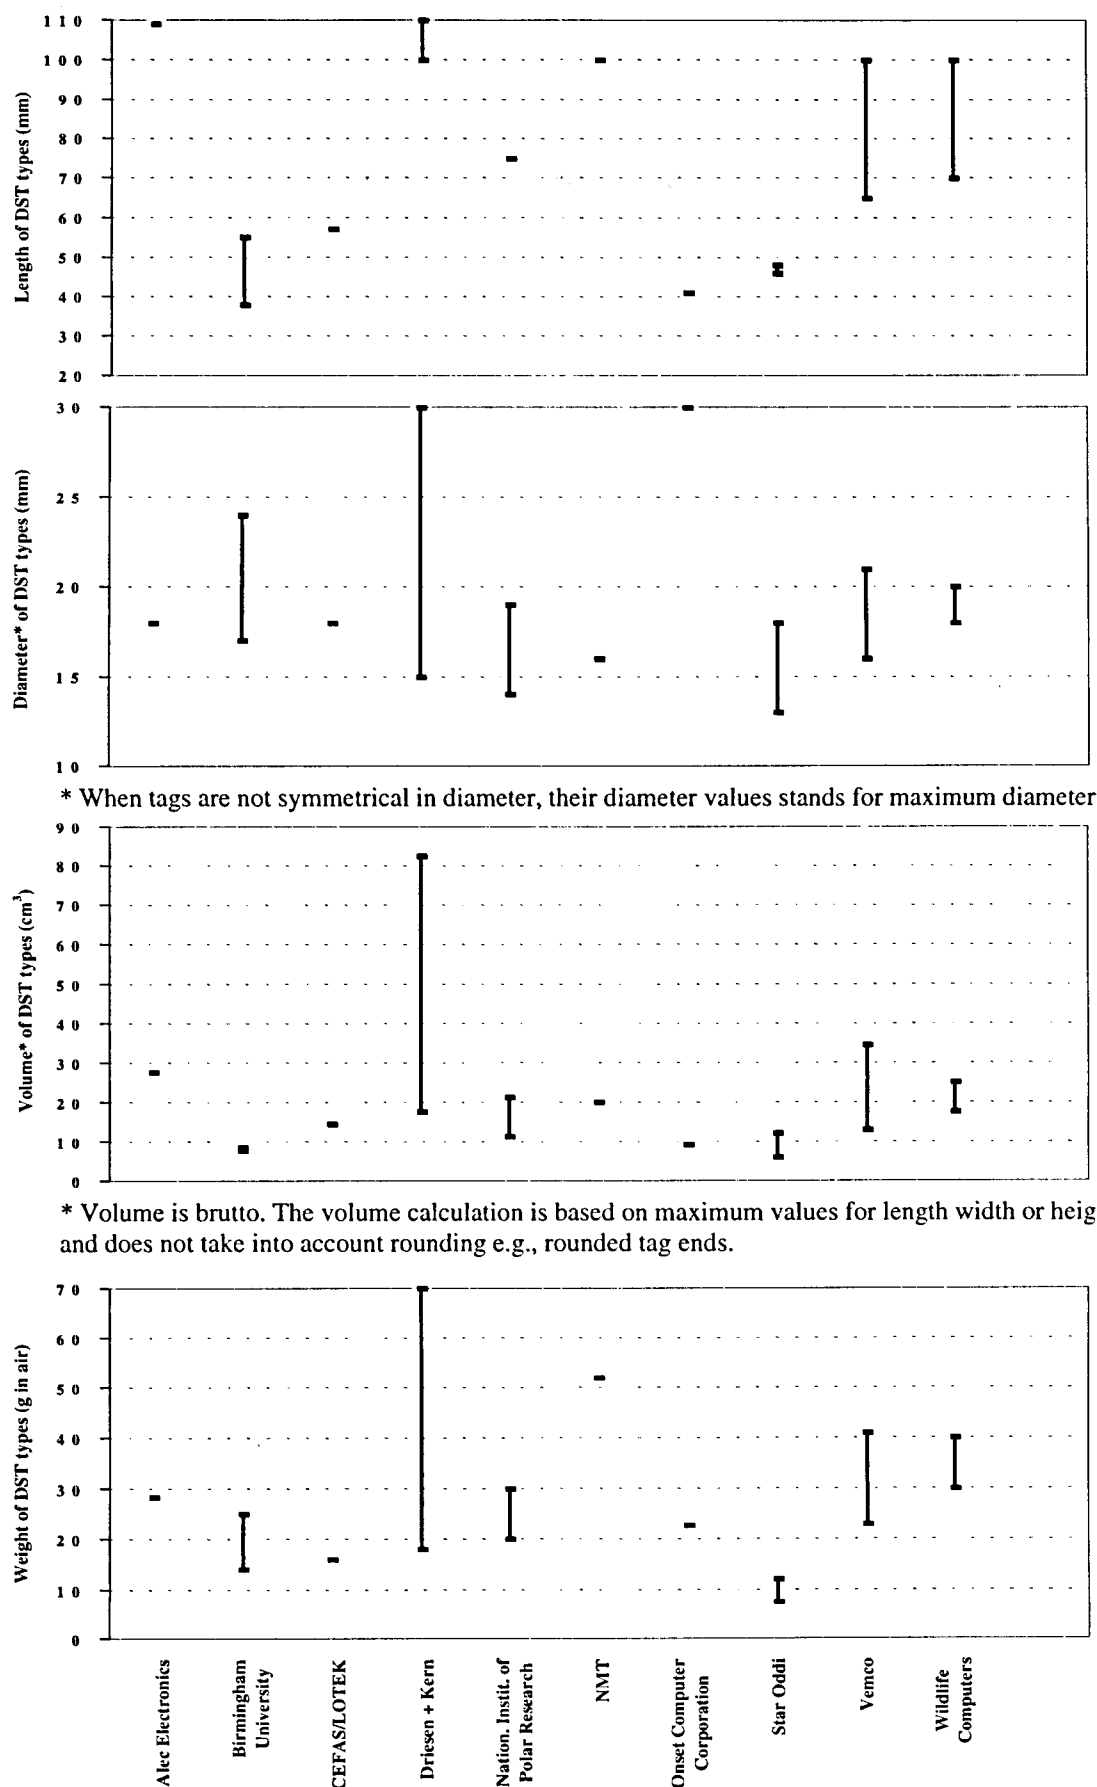 Length of DST types (mm)
110
100
90
80
70
60
50
40
30
20
Diameter* of DST types (mm)
30
25
20
15
10
* When tags are not symmetrical in diameter, their diameter values stands for maximum diameter
Volume* of DST types (cm³)
90
80
70
60
50
40
30
20
10
0
* Volume is brutto. The volume calculation is based on maximum values for length width or heig
and does not take into account rounding e.g., rounded tag ends.
Weight of DST types (g in air)
70
60
50
40
30
20
10
0
Alec Electronics
Birmingham
University
CEFAS/LOTEK
Driesen + Kern
Nation. Instit. of
Polar Research
NMT
Onset Computer
Corporation
Star Oddi
Vemco
Wildlife
Computers